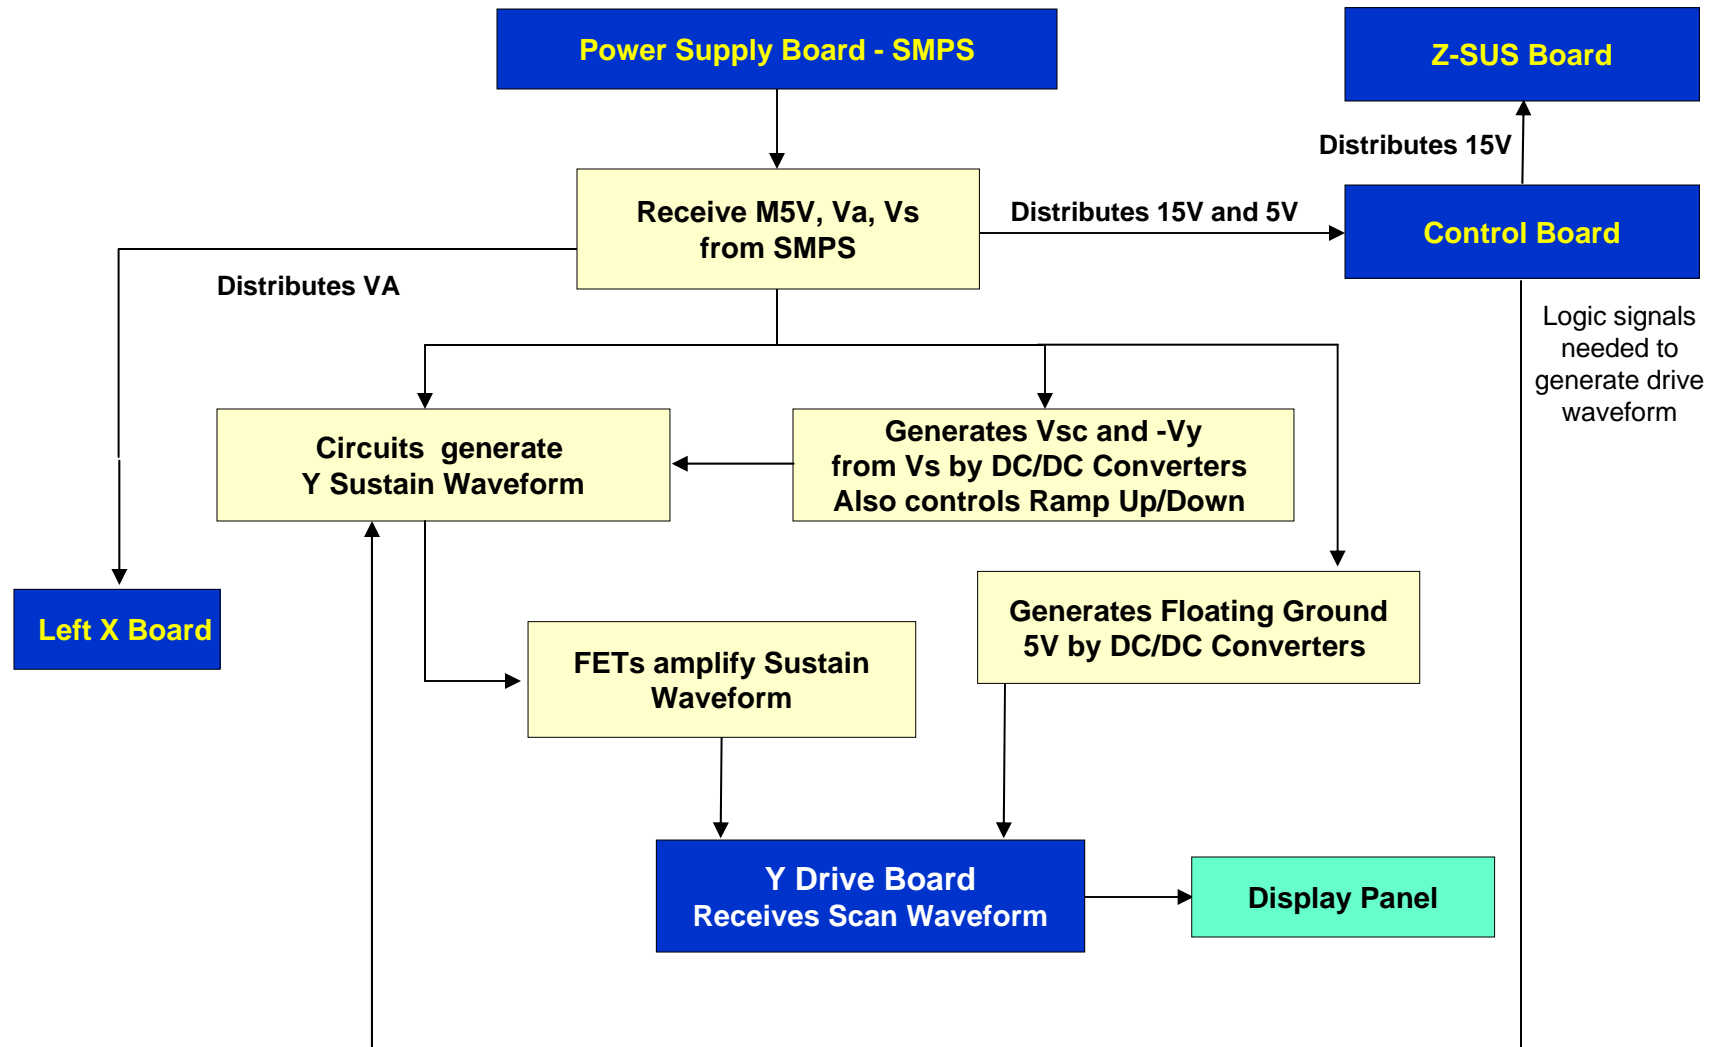 Power Supply Board - SMPS
Z-SUS Board
Distributes 15V
Receive M5V, Va, Vs
from SMPS
Distributes 15V and 5V
Control Board
Distributes VA
Logic signals
needed to
generate drive
waveform
Circuits generate
Y Sustain Waveform
Generates Vsc and -Vy
from Vs by DC/DC Converters
Also controls Ramp Up/Down
Left X Board
Generates Floating Ground
5V by DC/DC Converters
FETs amplify Sustain
Waveform
Y Drive Board
Receives Scan Waveform
Display Panel